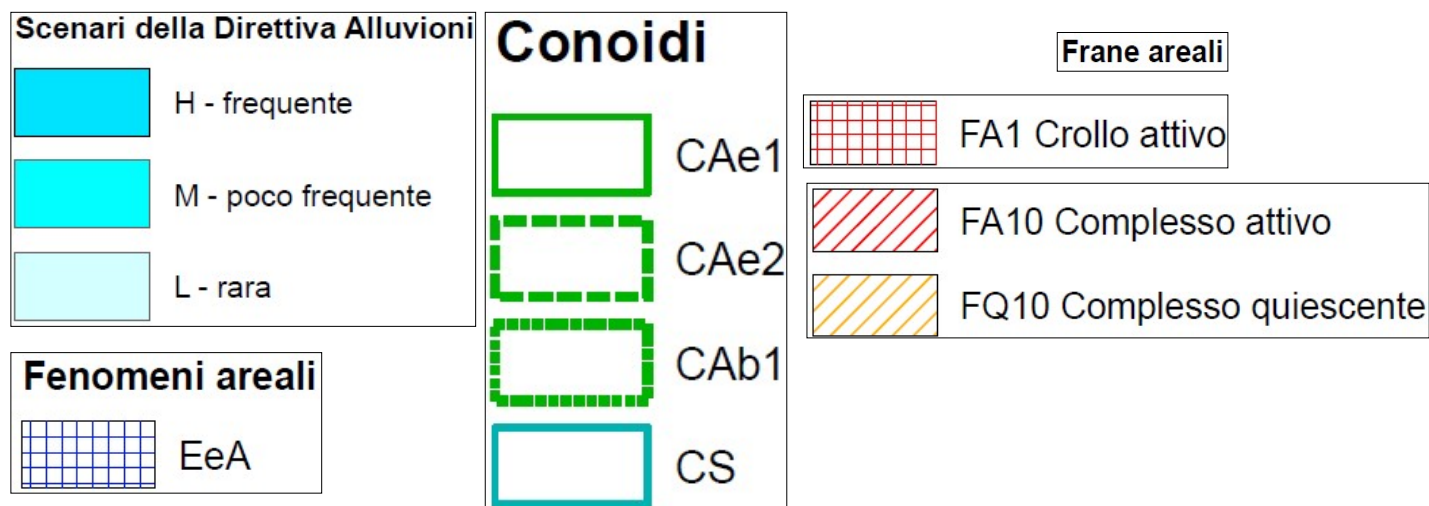 Scenari della Direttiva Alluvioni
H - frequente
M - poco frequente
L - rara
Fenomeni areali
EeA
Conoidi
CAe1
CAe2
CAb1
CS
Frane areali
FA1 Crollo attivo
FA10 Complesso attivo
FQ10 Complesso quiescente